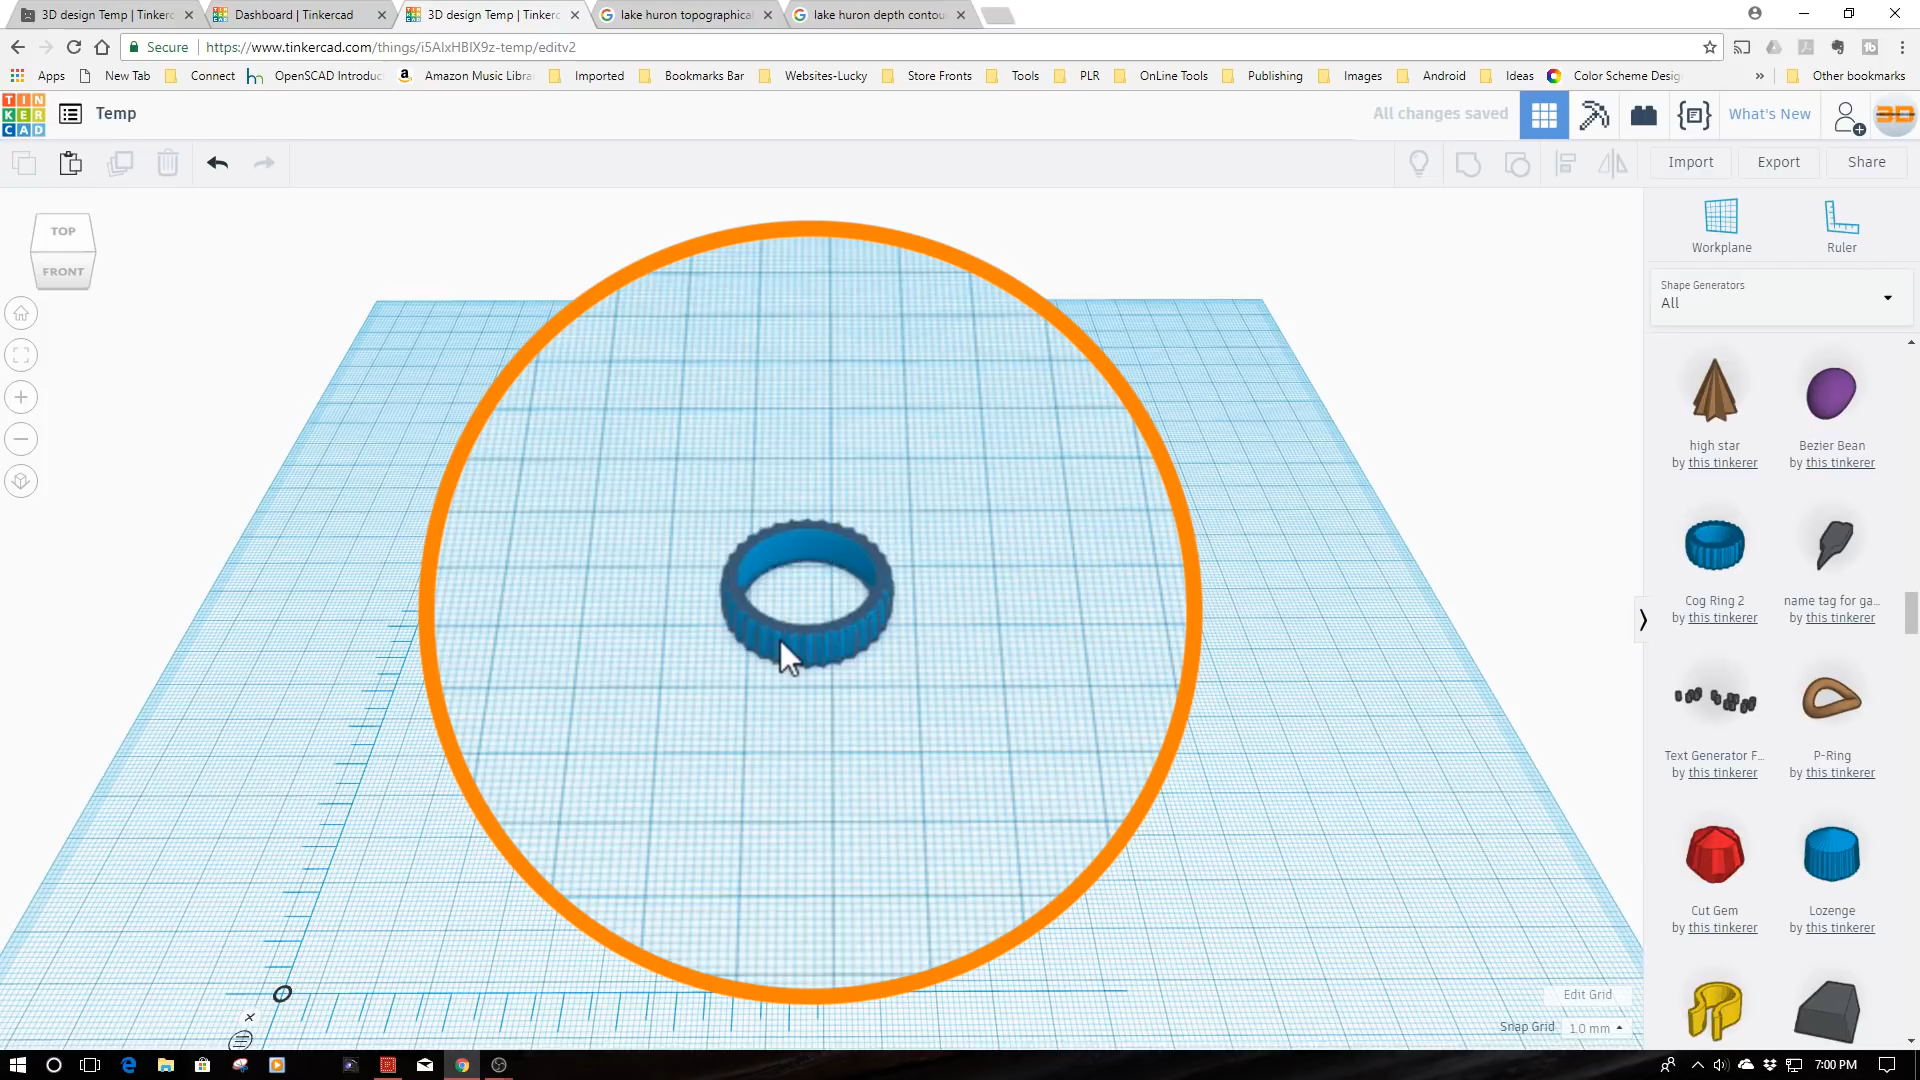 3D design Temp | Tinkerc
Dashboard | Tinkercad
3D design Temp | Tinkerc
lake huron topographical
lake huron depth contou
Secure
https://www.tinkercad.com/things/i5AlxHBlX9z-temp/editv2
Apps
New Tab
Connect
OpenSCAD Introduc
Amazon Music Libra
Imported
Bookmarks Bar
Websites-Lucky
Store Fronts
Tools
PLR
OnLine Tools
Publishing
Images
Android
Ideas
Color Scheme Desig
Other bookmarks
TIN
KER
CAD
Temp
All changes saved
What's New
3D
Import
Export
Share
TOP
FRONT
Workplane
Ruler
Shape Generators
All
high star
by this tinkerer
Bezier Bean
by this tinkerer
Cog Ring 2
by this tinkerer
name tag for ga...
by this tinkerer
Text Generator F...
by this tinkerer
P-Ring
by this tinkerer
Cut Gem
by this tinkerer
Lozenge
by this tinkerer
Edit Grid
Snap Grid 1.0 mm
7:00 PM